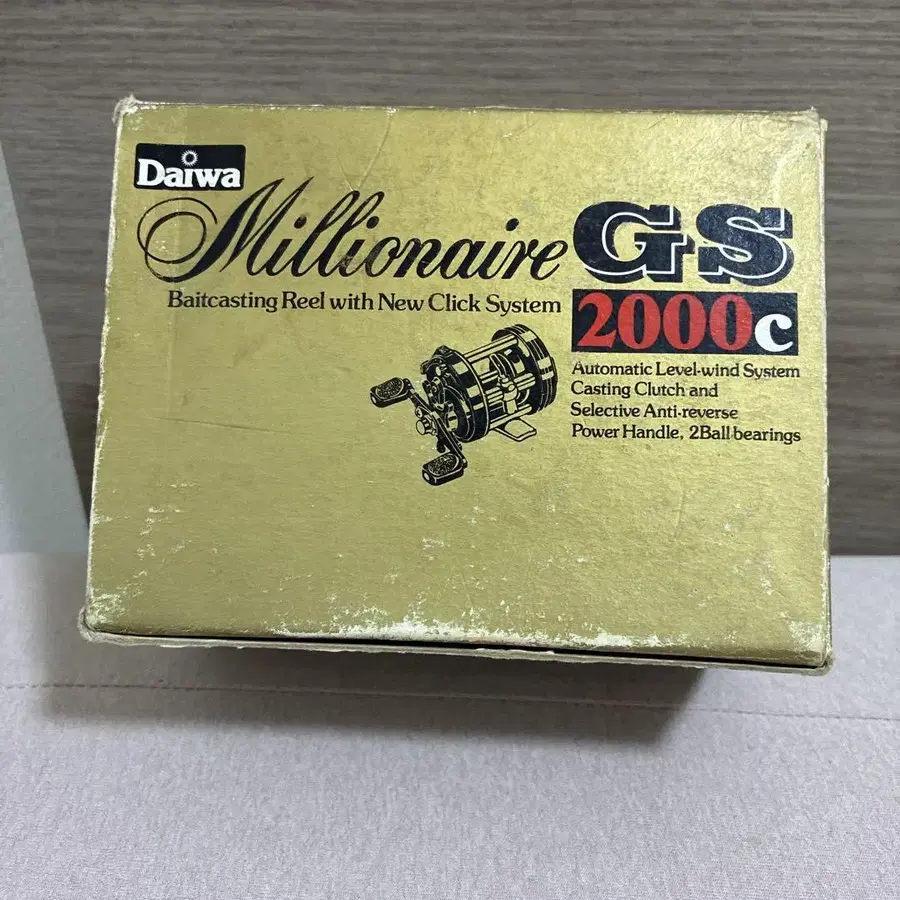 Daiwa
Millionaire GS
Baitcasting Reel with New Click System
2000c
Automatic Level-wind System
Casting Clutch and
Selective Anti-reverse
Power Handle, 2Ball bearings